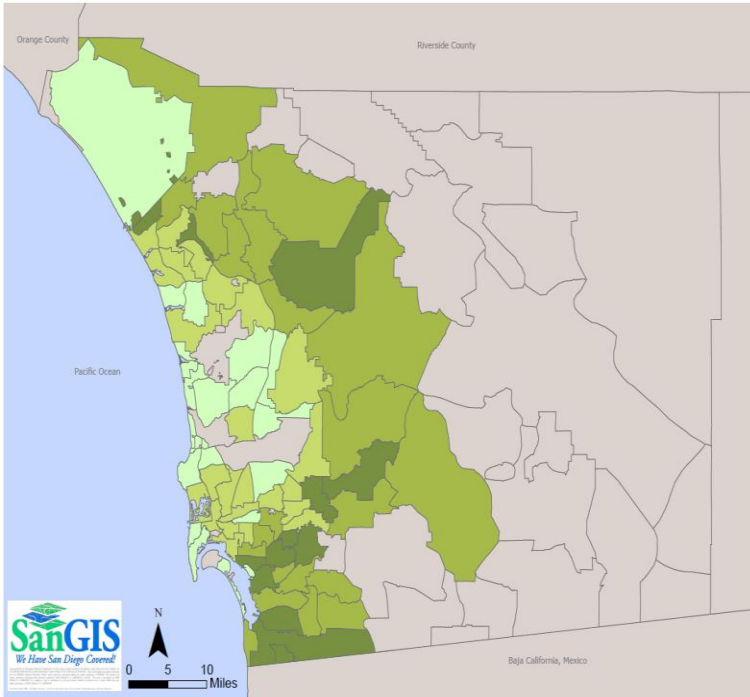 Orange County
Riverside County
Pacific Ocean
SanGIS
We Have San Diego Covered!
N
0 5 10
Miles
Baja California, Mexico